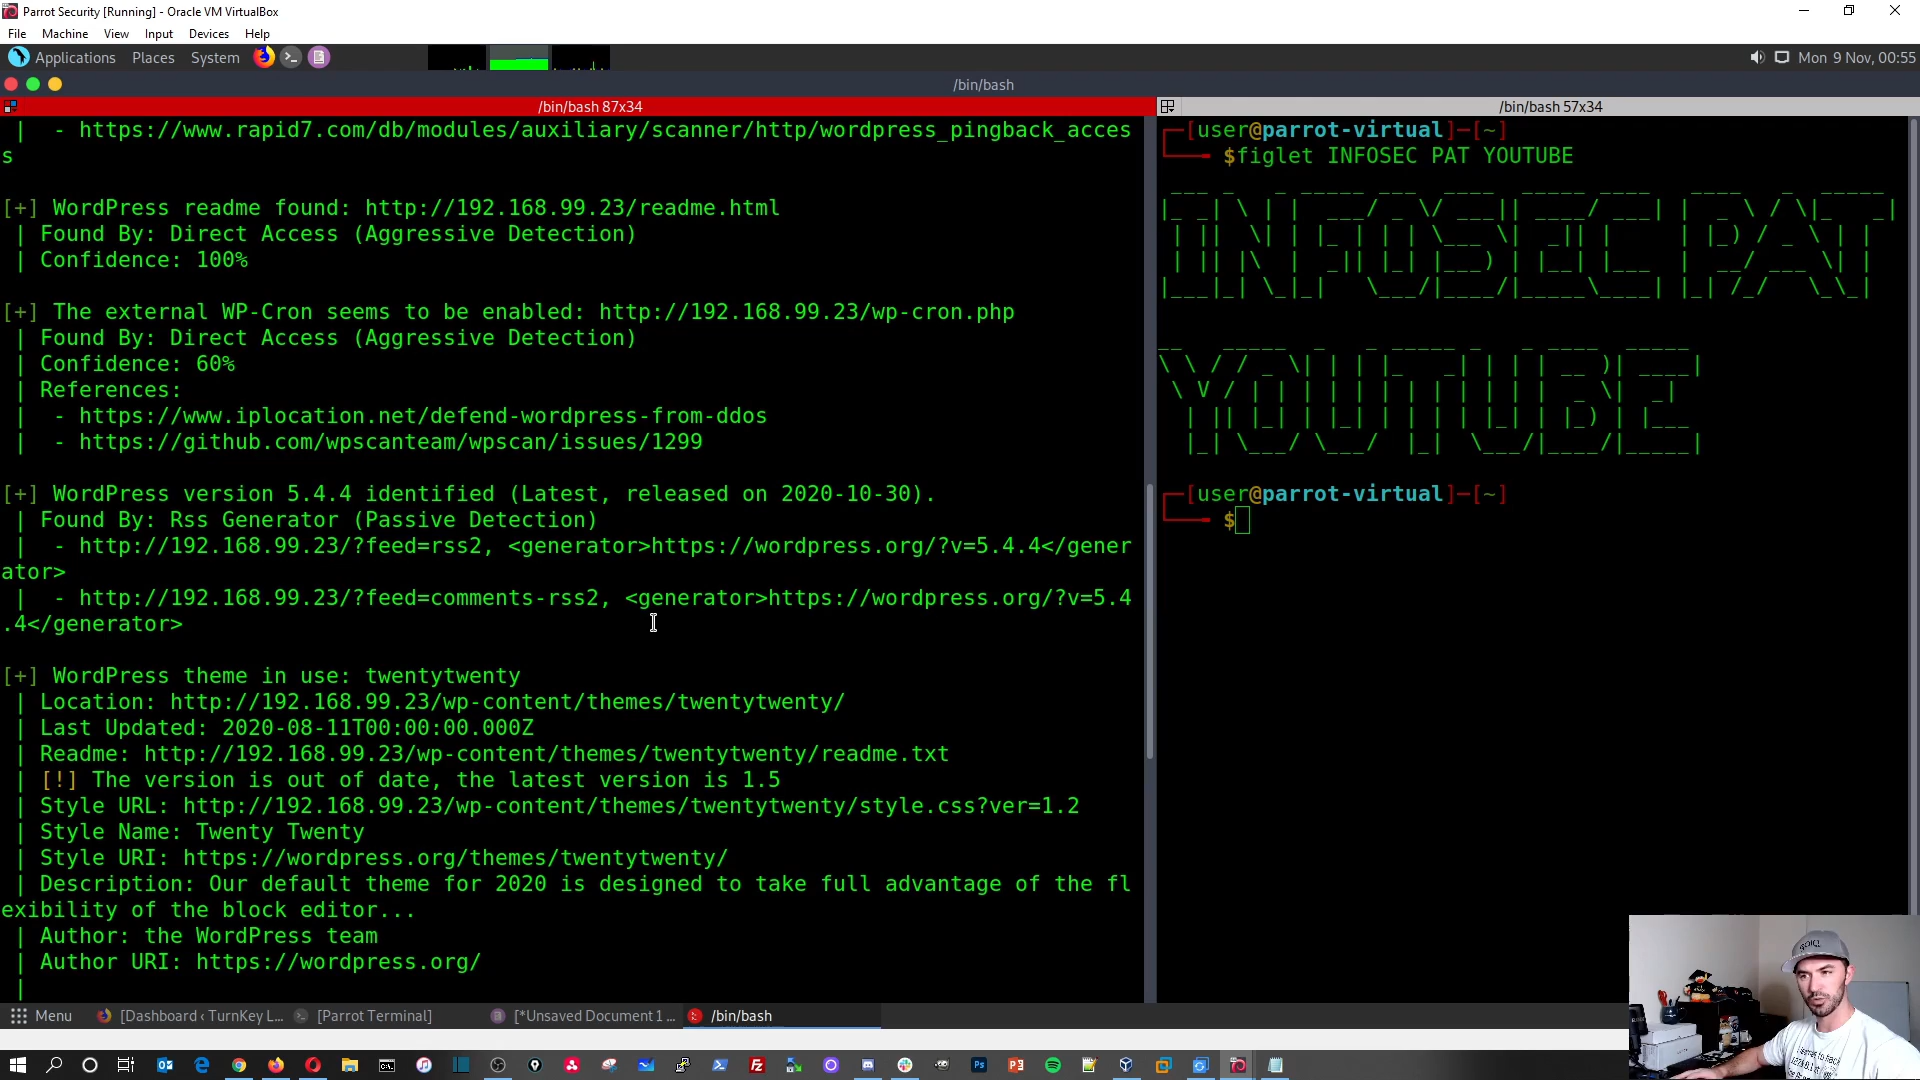 Parrot Security [Running] - Oracle VM VirtualBox
File Machine View Input Devices Help
Applications Places System
Mon 9 Nov, 00:55
/bin/bash
/bin/bash 87x34
| - https://www.rapid7.com/db/modules/auxiliary/scanner/http/wordpress_pingback_acces
s
[+] WordPress readme found: http://192.168.99.23/readme.html
| Found By: Direct Access (Aggressive Detection)
| Confidence: 100%
[+] The external WP-Cron seems to be enabled: http://192.168.99.23/wp-cron.php
| Found By: Direct Access (Aggressive Detection)
| Confidence: 60%
| References:
| - https://www.iplocation.net/defend-wordpress-from-ddos
| - https://github.com/wpscanteam/wpscan/issues/1299
[+] WordPress version 5.4.4 identified (Latest, released on 2020-10-30).
| Found By: Rss Generator (Passive Detection)
| - http://192.168.99.23/?feed=rss2, <generator>https://wordpress.org/?v=5.4.4</gener
ator>
| - http://192.168.99.23/?feed=comments-rss2, <generator>https://wordpress.org/?v=5.4
.4</generator>
[+] WordPress theme in use: twentytwenty
| Location: http://192.168.99.23/wp-content/themes/twentytwenty/
| Last Updated: 2020-08-11T00:00:00.000Z
| Readme: http://192.168.99.23/wp-content/themes/twentytwenty/readme.txt
| [!] The version is out of date, the latest version is 1.5
| Style URL: http://192.168.99.23/wp-content/themes/twentytwenty/style.css?ver=1.2
| Style Name: Twenty Twenty
| Style URI: https://wordpress.org/themes/twentytwenty/
| Description: Our default theme for 2020 is designed to take full advantage of the fl
exibility of the block editor...
| Author: the WordPress team
| Author URI: https://wordpress.org/
|
/bin/bash 57x34
[user@parrot-virtual]-[~]
$figlet INFOSEC PAT YOUTUBE
INFOSEC PAT
YOUTUBE
[user@parrot-virtual]-[~]
$
Menu
[Dashboard ‹ TurnKey L...
[Parrot Terminal]
[*Unsaved Document 1 ...
/bin/bash